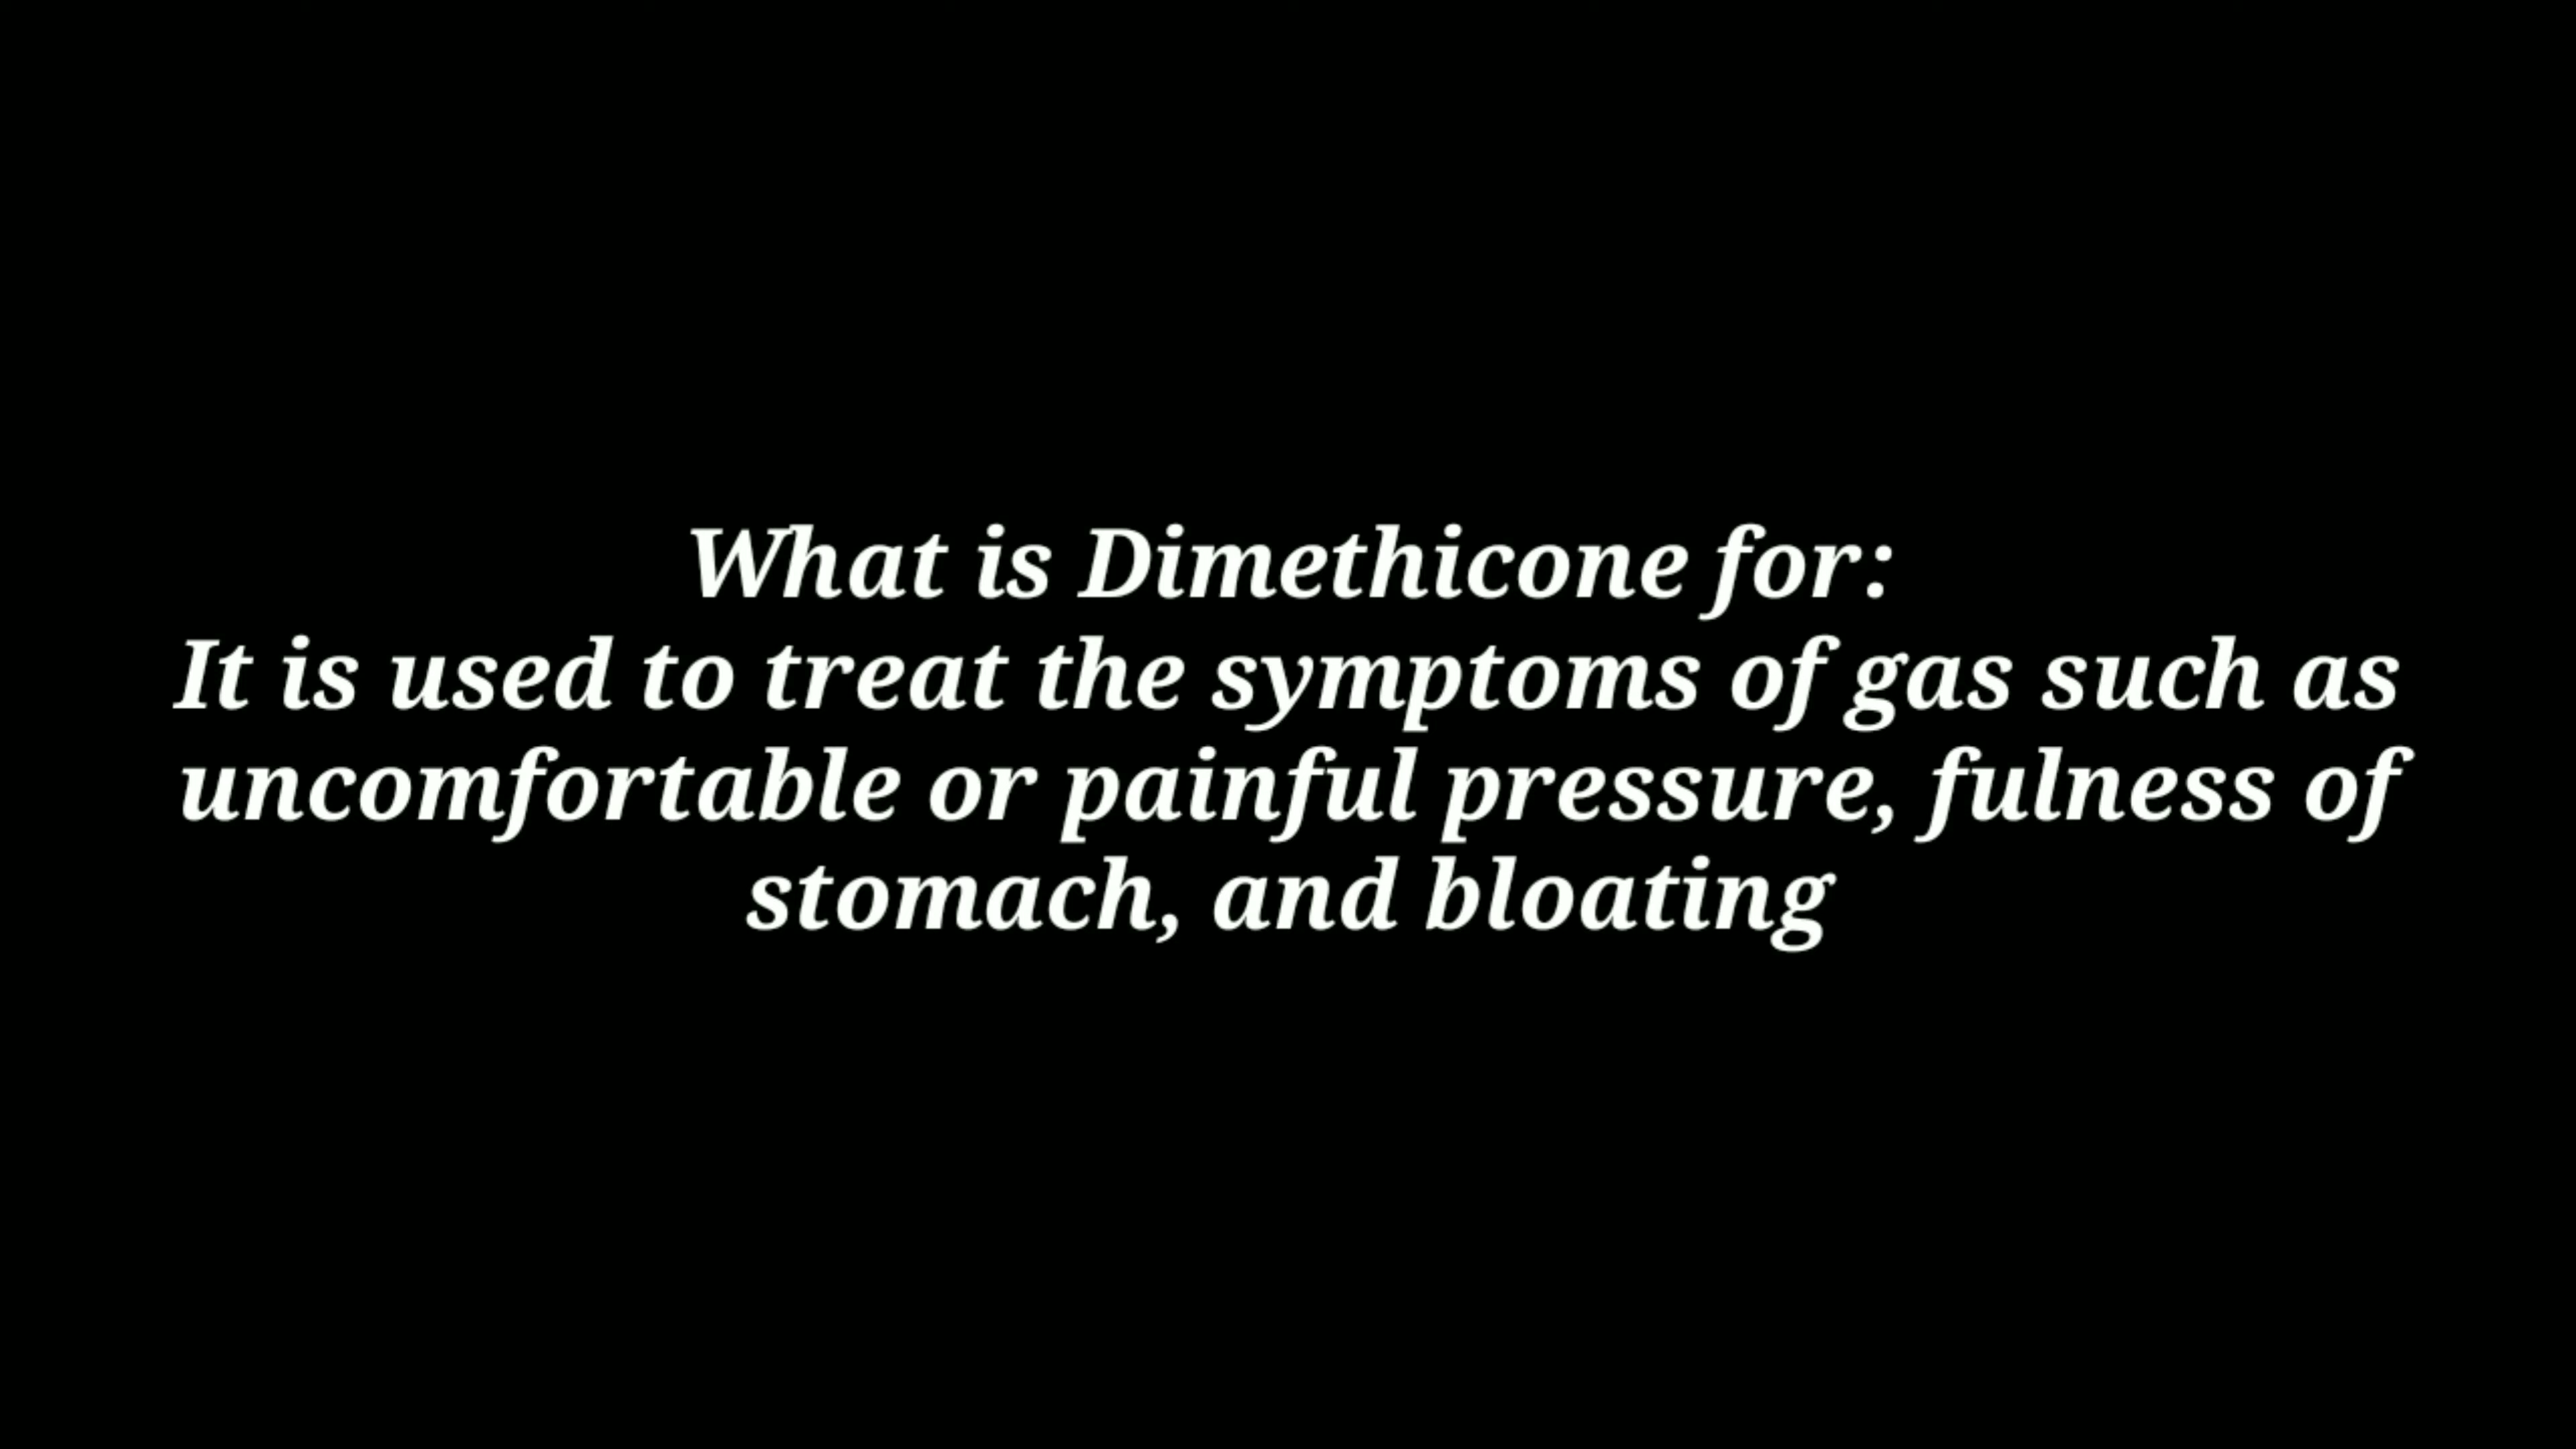 What is Dimethicone for:
It is used to treat the symptoms of gas such as
uncomfortable or painful pressure, fulness of
stomach, and bloating